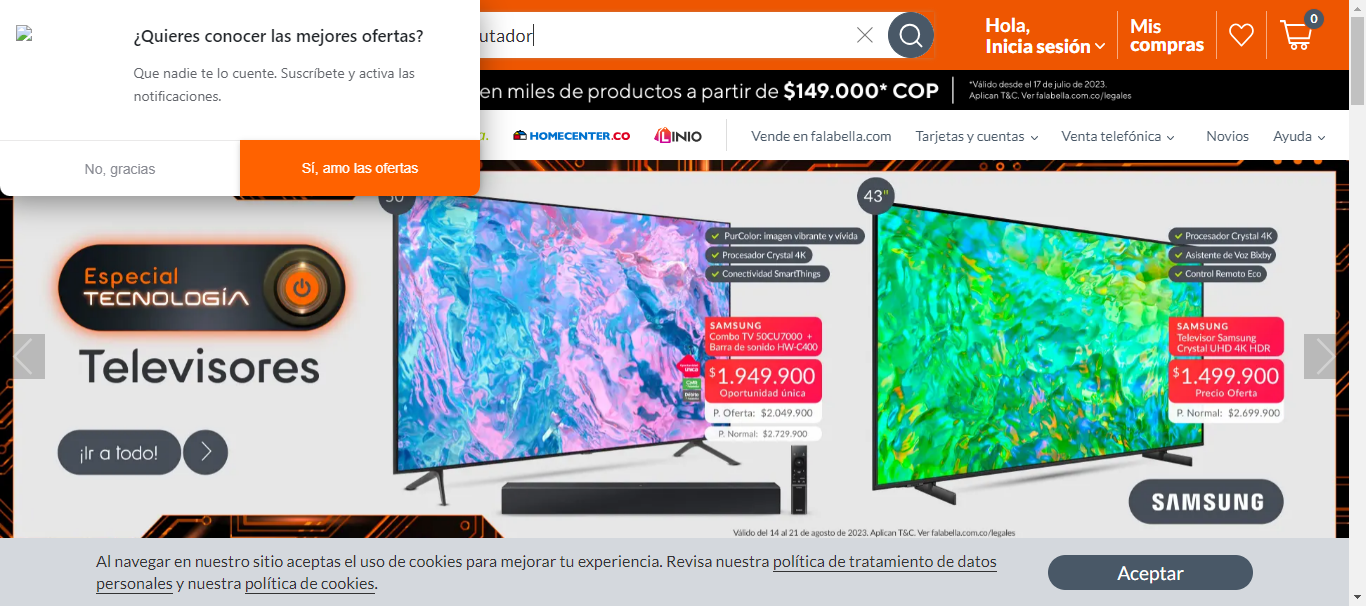 ¿Quieres conocer las mejores ofertas?
Que nadie te lo cuente. Suscríbete y activa las
notificaciones.
No, gracias
Sí, amo las ofertas
utador
Hola,
Inicia sesión
Mis
compras
0
en miles de productos a partir de $149.000* COP
*Válido desde el 17 de julio de 2023.
Aplican T&C. Ver falabella.com.co/legales
HOMECENTER.CO
LINIO
Vende en falabella.com
Tarjetas y cuentas
Venta telefónica
Novios
Ayuda
Especial
TECNOLOGÍA
Televisores
¡Ir a todo!
50"
PurColor: imagen vibrante y vívida
Procesador Crystal 4K
Conectividad SmartThings
SAMSUNG
Combo TV 50CU7000 +
Barra de sonido HW-C400
$1.949.900
Oportunidad única
P. Oferta: $2.049.900
P. Normal: $2.729.900
43"
Procesador Crystal 4K
Asistente de Voz Bixby
Control Remoto Eco
SAMSUNG
Televisor Samsung
Crystal UHD 4K HDR
$1.499.900
Precio Oferta
P. Normal: $2.699.900
SAMSUNG
Válido del 14 al 21 de agosto de 2023. Aplican T&C. Ver falabella.com.co/legales
Al navegar en nuestro sitio aceptas el uso de cookies para mejorar tu experiencia. Revisa nuestra política de tratamiento de datos
personales y nuestra política de cookies.
Aceptar